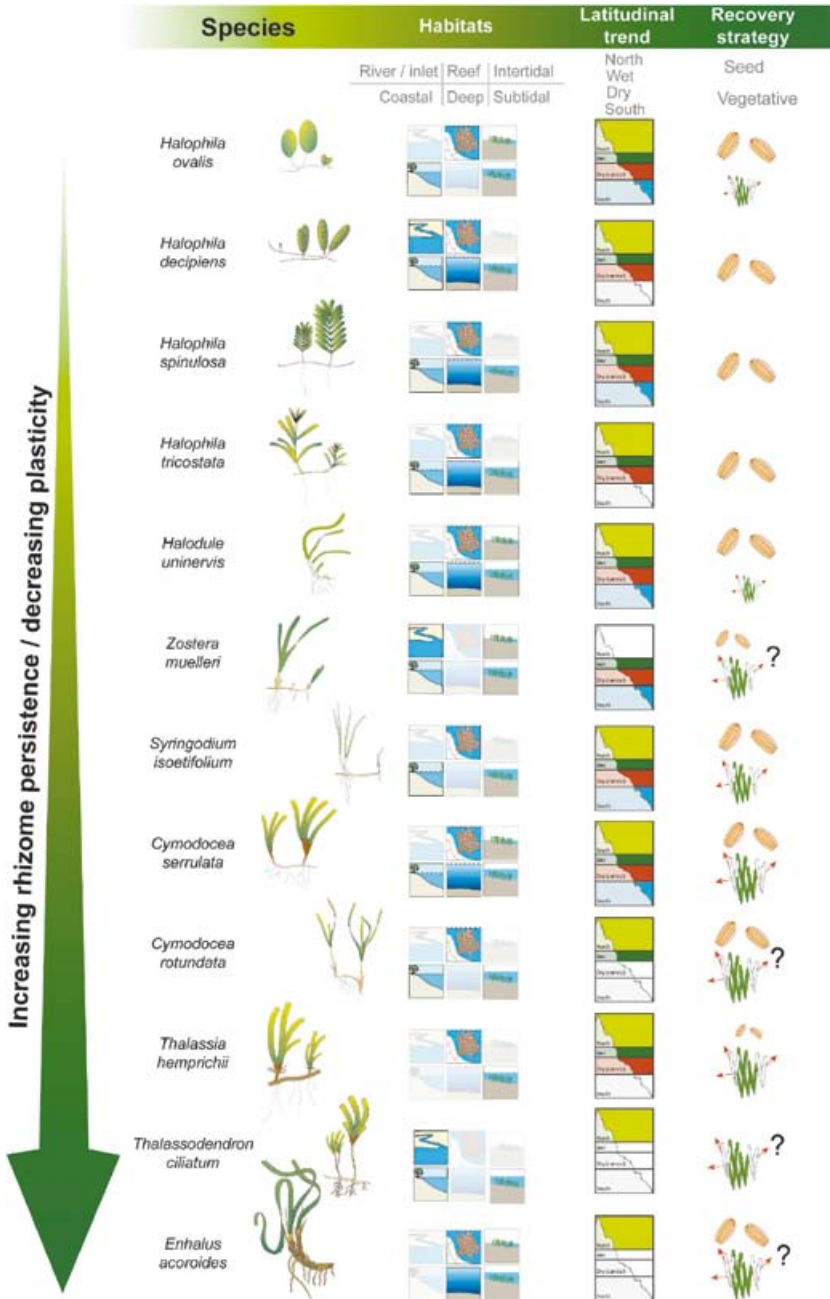 Species
Habitats
Latitudinal trend
Recovery strategy
River / inlet
Reef
Intertidal
Coastal
Deep
Subtidal
North
Wet
Dry
South
Seed
Vegetative
Increasing rhizome persistence / decreasing plasticity
Halophila
ovalis
Halophila
decipiens
Halophila
spinulosa
Halophila
tricostata
Halodule
uninervis
Zostera
muelleri
?
Syringodium
isoetifolium
Cymodocea
serrulata
Cymodocea
rotundata
?
Thalassia
hemprichii
Thalassodendron
ciliatum
?
Enhalus
acoroides
?